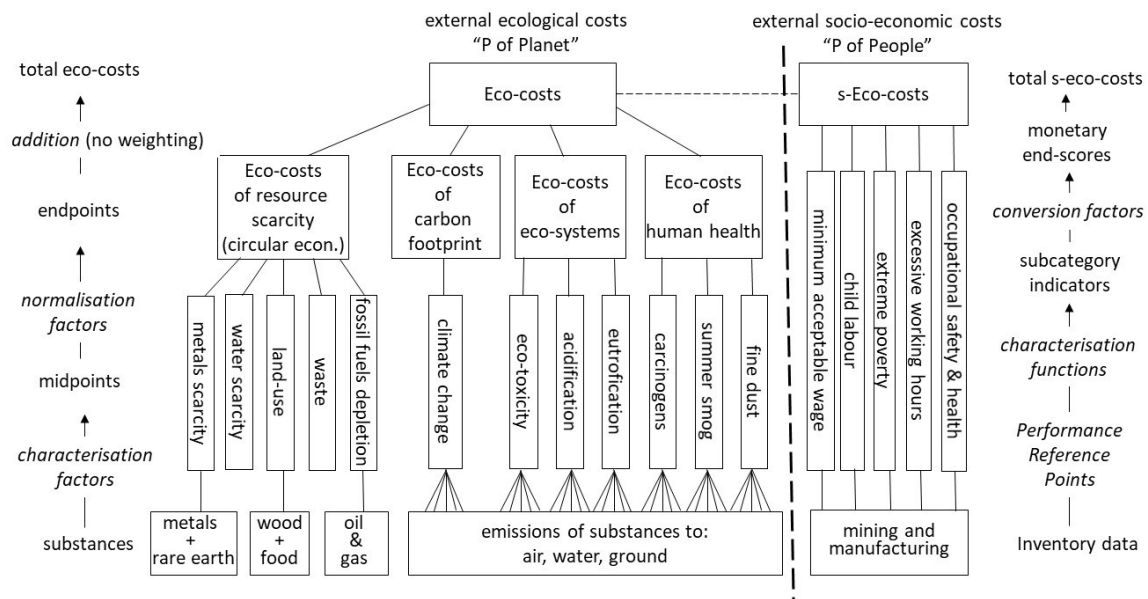 external ecological costs
“P of Planet”
external socio-economic costs
“P of People”
total eco-costs
addition (no weighting)
endpoints
normalisation
factors
midpoints
characterisation
factors
substances
Eco-costs
s-Eco-costs
Eco-costs
of resource
scarcity
(circular econ.)
Eco-costs
of
carbon
footprint
Eco-costs
of
eco-systems
Eco-costs
of
human health
metals scarcity
water scarcity
land-use
waste
fossil fuels depletion
climate change
eco-toxicity
acidification
eutrofication
carcinogens
summer smog
fine dust
minimum acceptable wage
child labour
extreme poverty
excessive working hours
occupational safety & health
metals
+
rare earth
wood
+
food
oil
&
gas
emissions of substances to:
air, water, ground
mining and
manufacturing
total s-eco-costs
monetary
end-scores
conversion factors
subcategory
indicators
characterisation
functions
Performance
Reference
Points
Inventory data